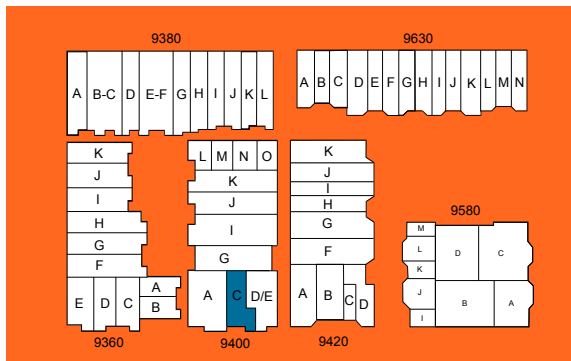 9380
A B-C D E-F G H I J K L
9630
A B C D E F G H I J K L M N
K
J
I
H
G
F
E D C A
B
9360
L M N O
K
J
I
G
A C D/E
9400
K
J
I
H
G
F
A B C D
9420
9580
M
L
K
J
I
D C
B A